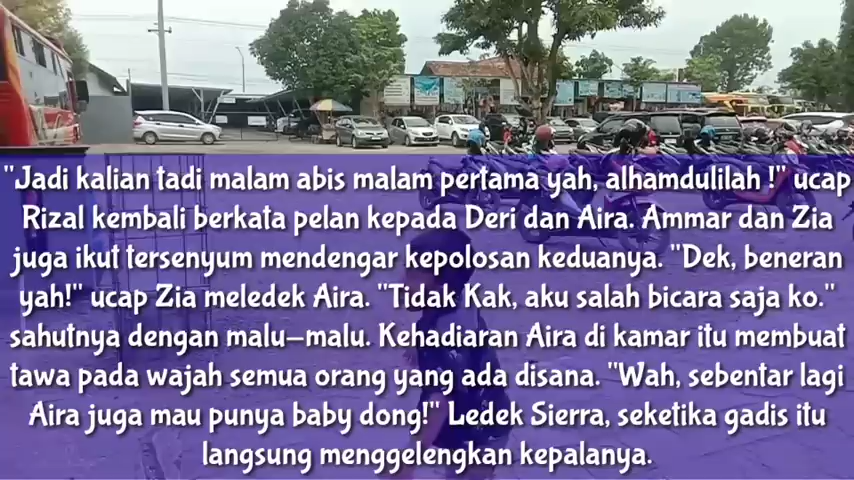 "Jadi kalian tadi malam abis malam pertama yah, alhamdulilah !" ucap
Rizal kembali berkata pelan kepada Deri dan Aira. Ammar dan Zia
juga ikut tersenyum mendengar kepolosan keduanya. "Dek, beneran
yah!" ucap Zia meledek Aira. "Tidak Kak, aku salah bicara saja ko."
sahutnya dengan malu-malu. Kehadiaran Aira di kamar itu membuat
tawa pada wajah semua orang yang ada disana. "Wah, sebentar lagi
Aira juga mau punya baby dong!" Ledek Sierra, seketika gadis itu
langsung menggelengkan kepalanya.